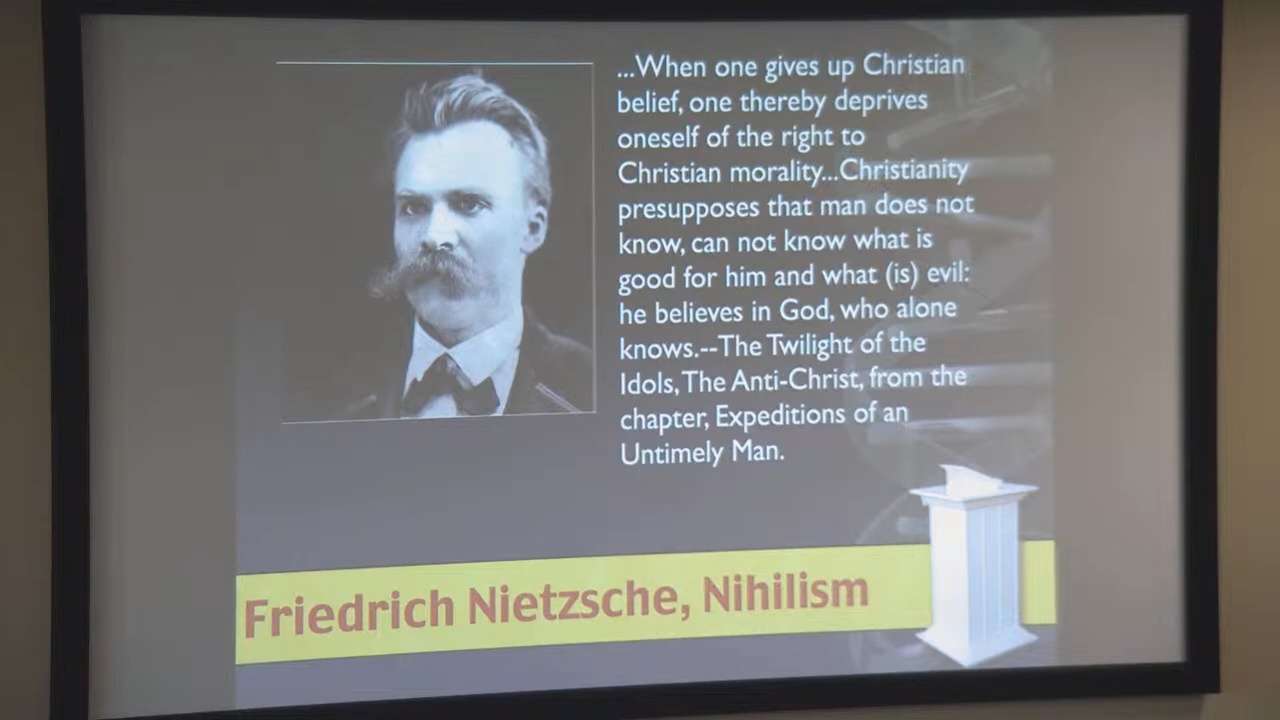 ...When one gives up Christian
belief, one thereby deprives
oneself of the right to
Christian morality...Christianity
presupposes that man does not
know, can not know what is
good for him and what (is) evil:
he believes in God, who alone
knows.--The Twilight of the
Idols, The Anti-Christ, from the
chapter, Expeditions of an
Untimely Man.
Friedrich Nietzsche, Nihilism